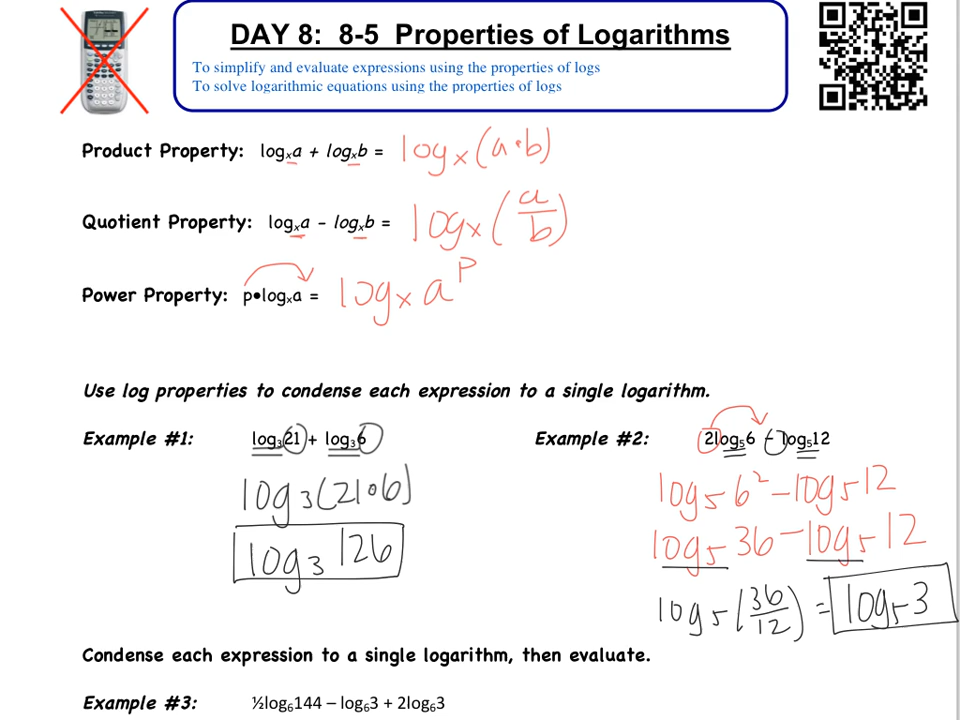 DAY 8: 8-5 Properties of Logarithms
To simplify and evaluate expressions using the properties of logs
To solve logarithmic equations using the properties of logs
Product Property: logₓa + logₓb = logₓ(a•b)
Quotient Property: logₓa – logₓb = logₓ(a/b)
Power Property: p•logₓa = logₓaᵖ
Use log properties to condense each expression to a single logarithm.
Example #1: log₃21 + log₃6
log₃(21•6)
log₃126
Example #2: 2log₅6 – log₅12
log₅6² – log₅12
log₅36 – log₅12
log₅(36/12) = log₅3
Condense each expression to a single logarithm, then evaluate.
Example #3: ½log₆144 – log₆3 + 2log₆3